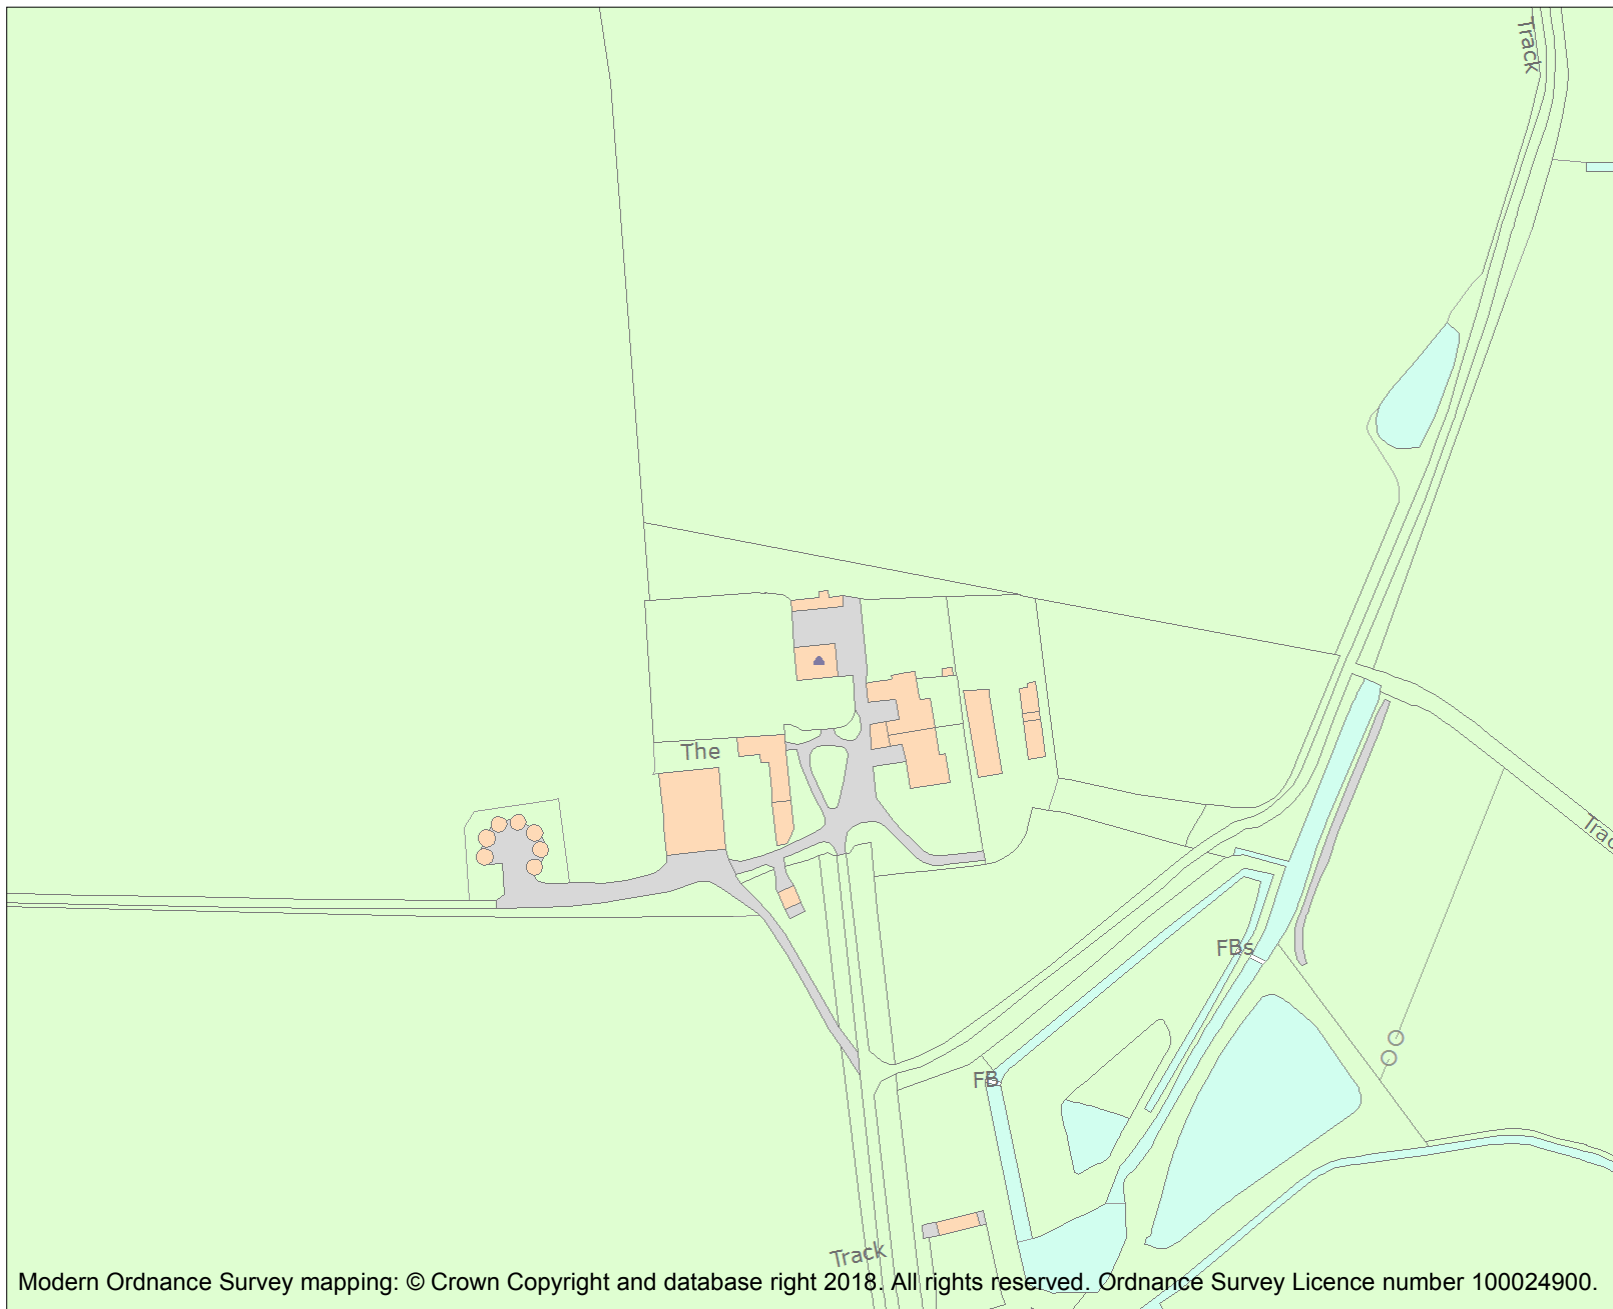 Track
The
Trac
FBs
FB
Track
Modern Ordnance Survey mapping: © Crown Copyright and database right 2018. All rights reserved. Ordnance Survey Licence number 100024900.